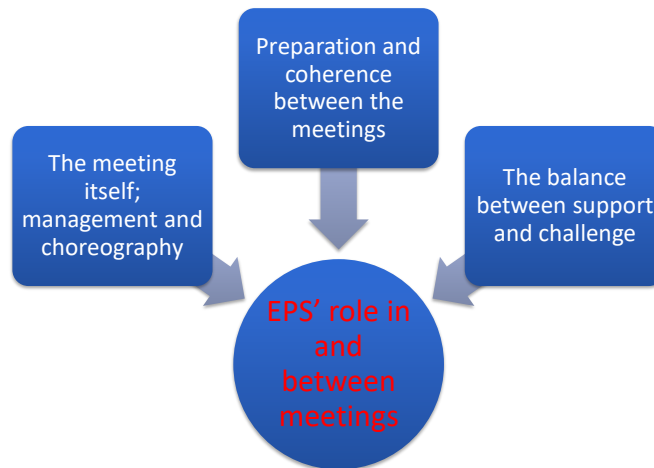 Preparation and
coherence
between the
meetings
The meeting
itself;
management and
choreography
The balance
between support
and challenge
EPS’ role in
and
between
meetings